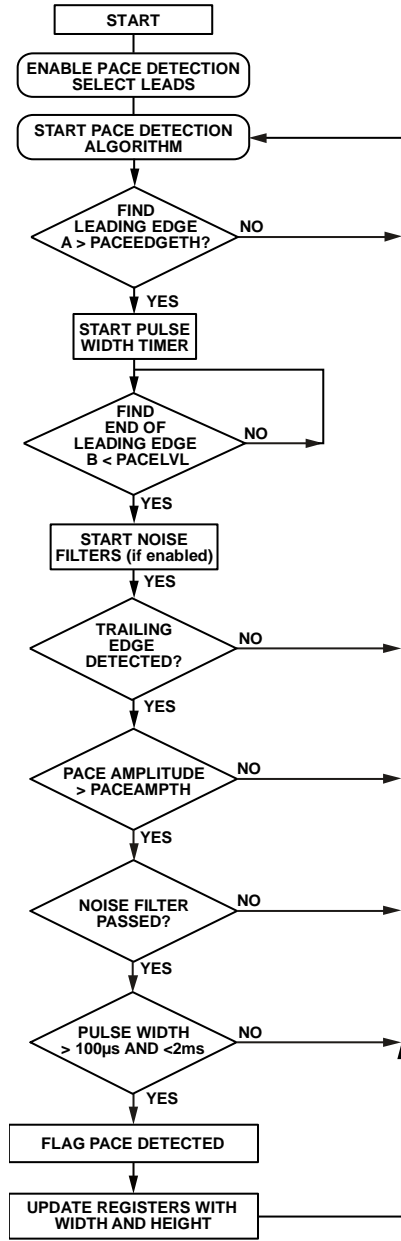 START
ENABLE PACE DETECTION
SELECT LEADS
START PACE DETECTION
ALGORITHM
FIND
LEADING EDGE
A > PACEEDGETH?
NO
YES
START PULSE
WIDTH TIMER
FIND
END OF
LEADING EDGE
B < PACELVL
NO
YES
START NOISE
FILTERS (if enabled)
YES
TRAILING
EDGE
DETECTED?
NO
YES
PACE AMPLITUDE
> PACEAMPTH
NO
YES
NOISE FILTER
PASSED?
NO
YES
PULSE WIDTH
> 100µs AND <2ms
NO
YES
FLAG PACE DETECTED
UPDATE REGISTERS WITH
WIDTH AND HEIGHT